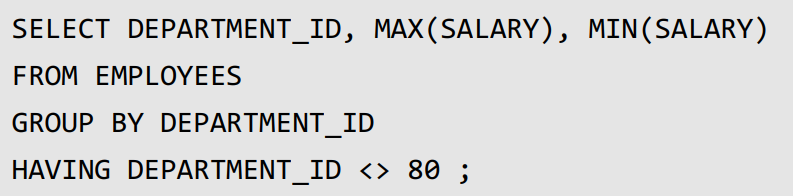 SELECT DEPARTMENT_ID, MAX(SALARY), MIN(SALARY)
FROM EMPLOYEES
GROUP BY DEPARTMENT_ID
HAVING DEPARTMENT_ID <> 80 ;